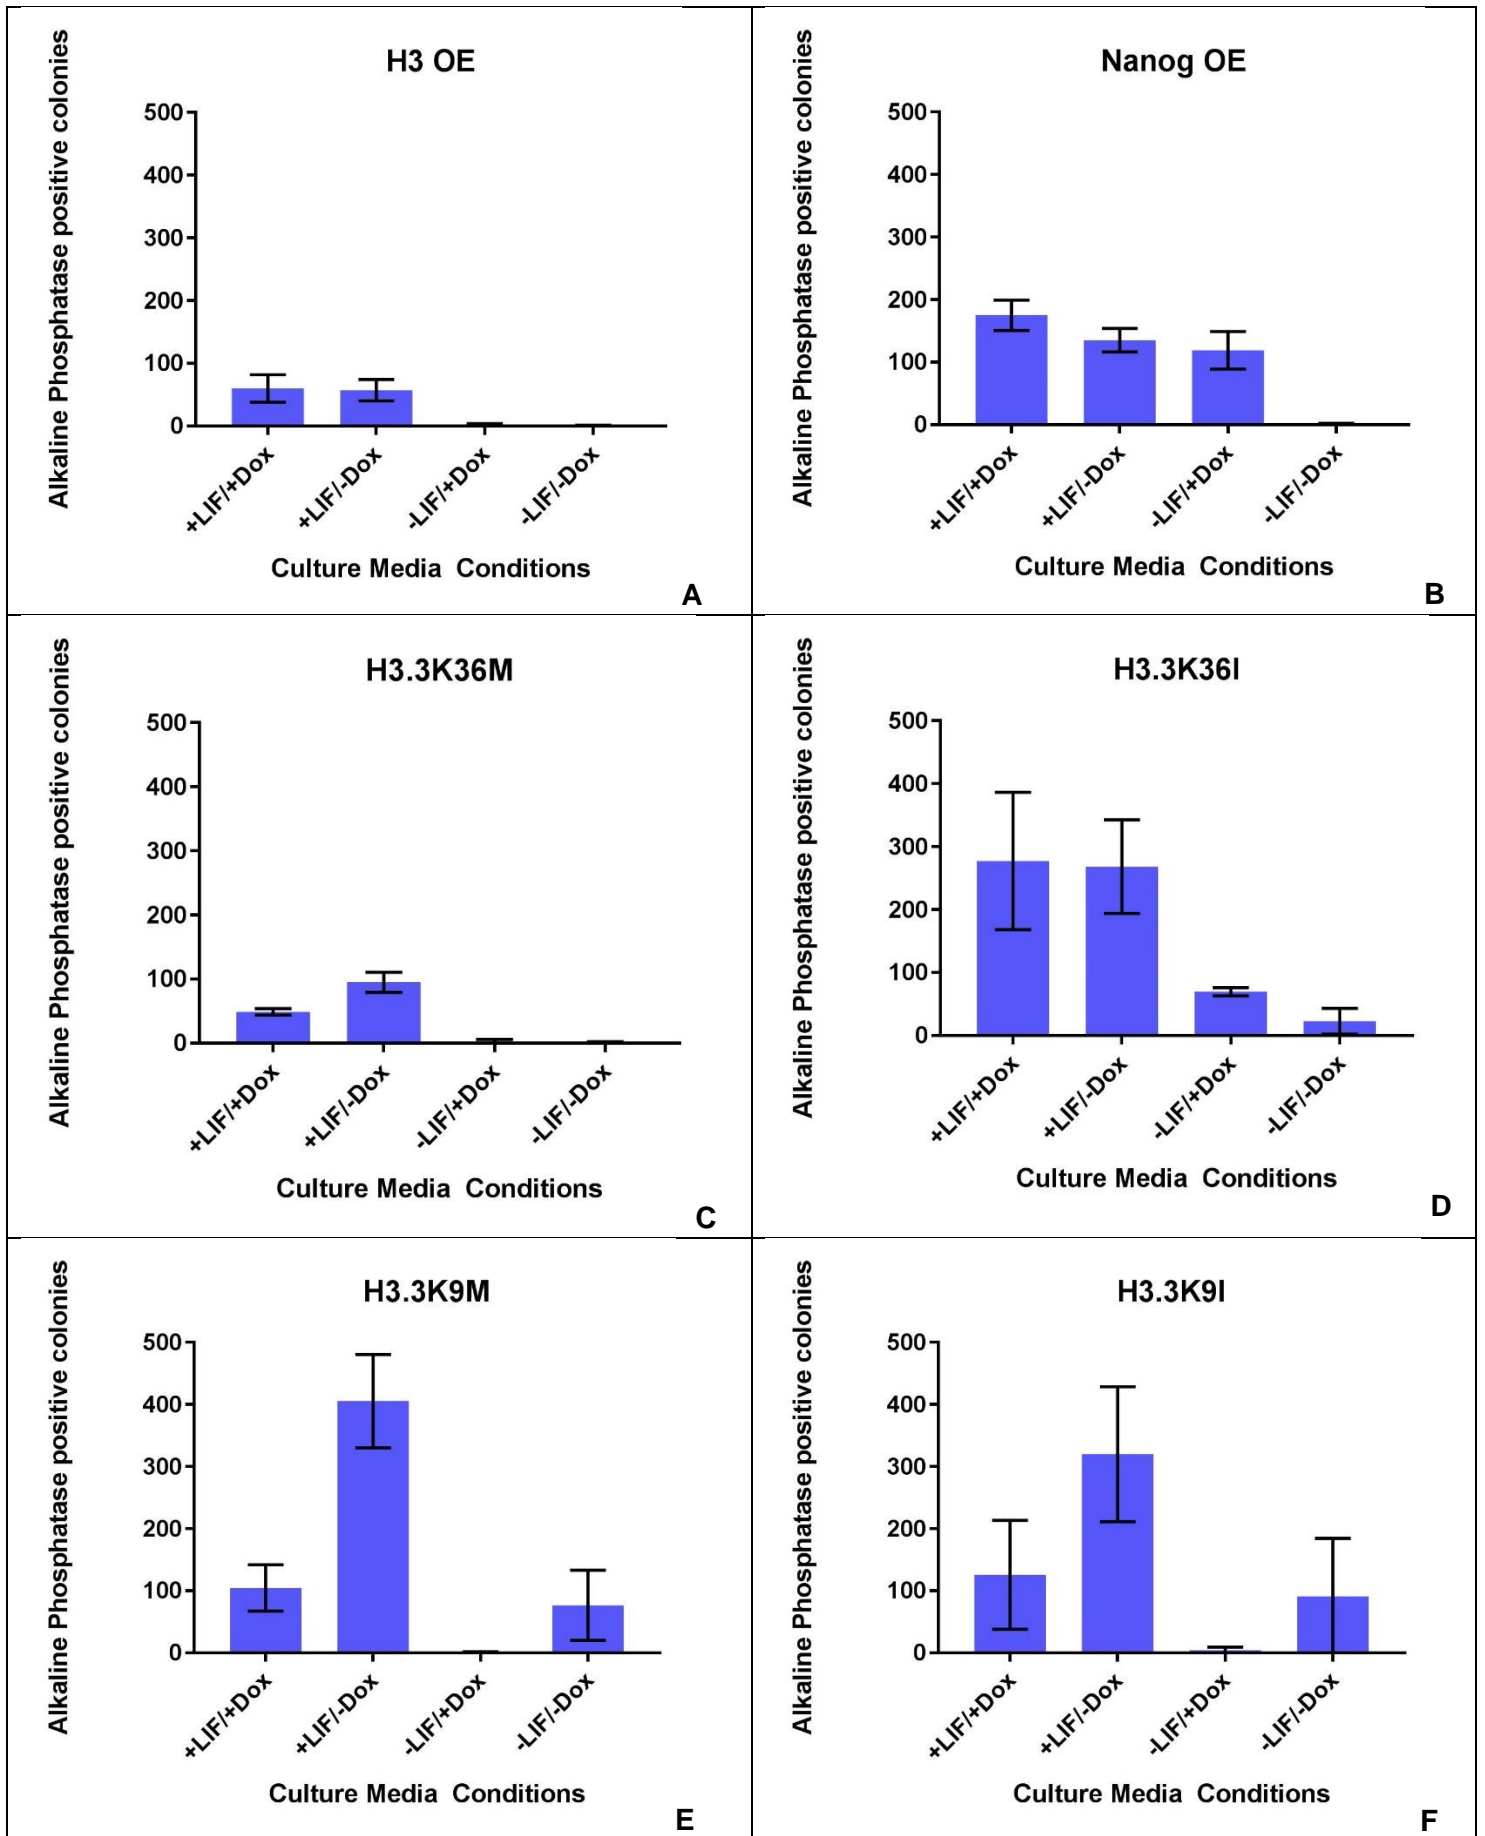 H3 OE
Alkaline Phosphatase positive colonies
500
400
300
200
100
0
+LIF/+Dox
+LIF/-Dox
-LIF/+Dox
-LIF/-Dox
Culture Media Conditions
A
Nanog OE
Alkaline Phosphatase positive colonies
500
400
300
200
100
0
+LIF/+Dox
+LIF/-Dox
-LIF/+Dox
-LIF/-Dox
Culture Media Conditions
B
H3.3K36M
Alkaline Phosphatase positive colonies
500
400
300
200
100
0
+LIF/+Dox
+LIF/-Dox
-LIF/+Dox
-LIF/-Dox
Culture Media Conditions
C
H3.3K36I
Alkaline Phosphatase positive colonies
500
400
300
200
100
0
+LIF/+Dox
+LIF/-Dox
-LIF/+Dox
-LIF/-Dox
Culture Media Conditions
D
H3.3K9M
Alkaline Phosphatase positive colonies
500
400
300
200
100
0
+LIF/+Dox
+LIF/-Dox
-LIF/+Dox
-LIF/-Dox
Culture Media Conditions
E
H3.3K9I
Alkaline Phosphatase positive colonies
500
400
300
200
100
0
+LIF/+Dox
+LIF/-Dox
-LIF/+Dox
-LIF/-Dox
Culture Media Conditions
F